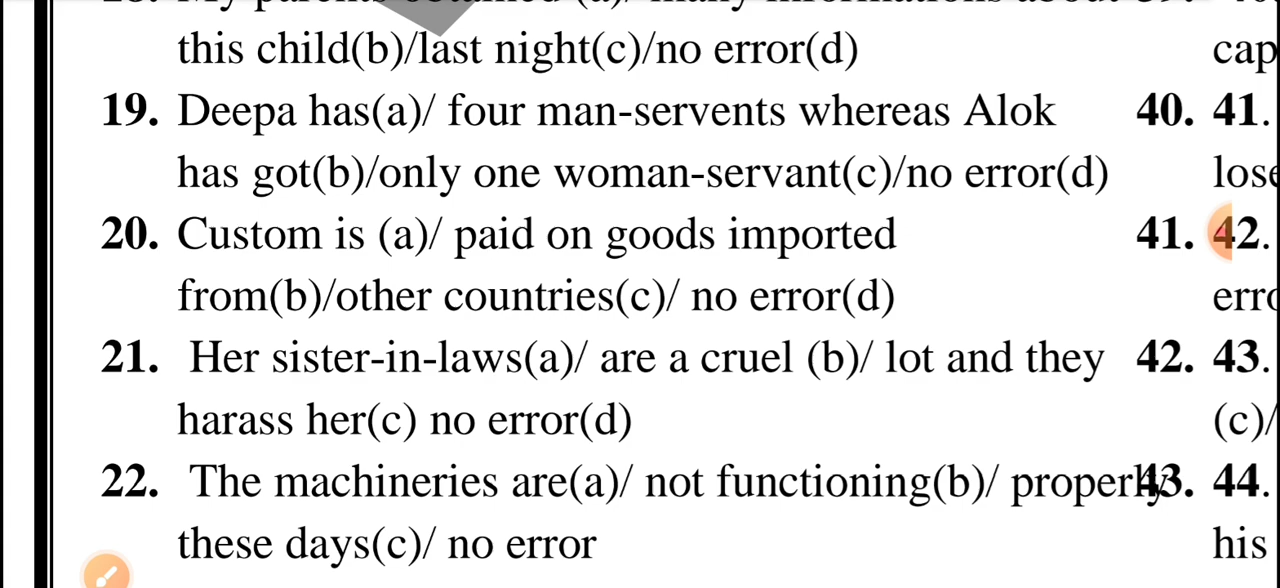 this child(b)/last night(c)/no error(d)
cap
19. Deepa has(a)/ four man-servents whereas Alok
has got(b)/only one woman-servant(c)/no error(d)
40. 41.
lose
20. Custom is (a)/ paid on goods imported
from(b)/other countries(c)/ no error(d)
41. 42.
erro
21. Her sister-in-laws(a)/ are a cruel (b)/ lot and they
harass her(c) no error(d)
42. 43.
(c)/
22. The machineries are(a)/ not functioning(b)/ properly
these days(c)/ no error
43. 44.
his